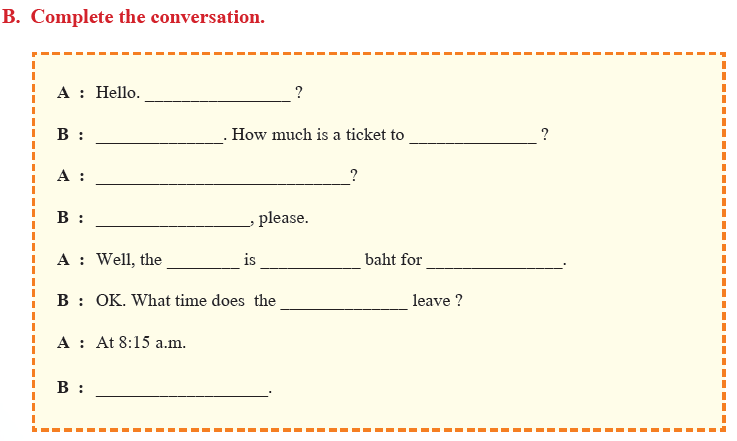 B. Complete the conversation.
A : Hello. ________________ ?
B : ______________. How much is a ticket to ______________ ?
A : ____________________________?
B : _________________, please.
A : Well, the ________ is ___________ baht for _______________.
B : OK. What time does the ______________ leave ?
A : At 8:15 a.m.
B : ___________________.